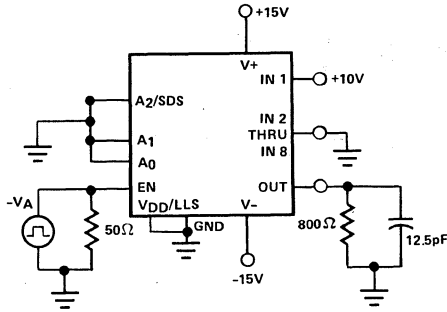 +15V
V+
IN 1
+10V
A2/SDS
IN 2
THRU
IN 8
A1
A0
EN
OUT
-VA
50Ω
VDD/LLS
GND
V-
800Ω
12.5pF
-15V